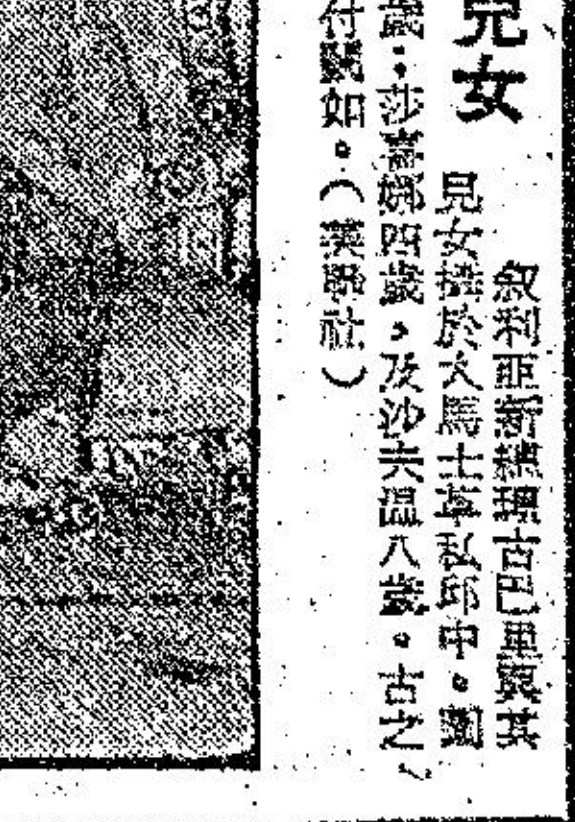 兒女
敘利亞新總理古巴里與其
兒女攝於大馬士革私邸中。圖
歲；莎喜娜四歲，及沙夫溫八歲。古之
付闕如。（美聯社）